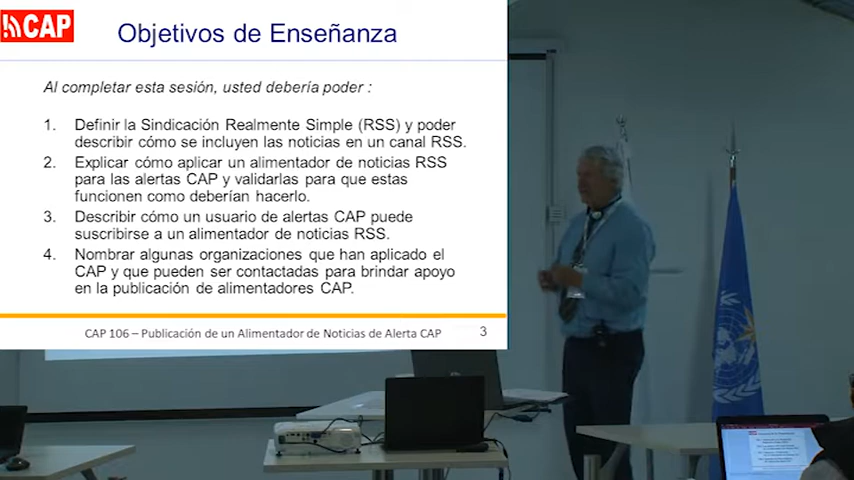 CAP
Objetivos de Enseñanza
Al completar esta sesión, usted debería poder :
1. Definir la Sindicación Realmente Simple (RSS) y poder
describir cómo se incluyen las noticias en un canal RSS.
2. Explicar cómo aplicar un alimentador de noticias RSS
para las alertas CAP y validarlas para que estas
funcionen como deberían hacerlo.
3. Describir cómo un usuario de alertas CAP puede
suscribirse a un alimentador de noticias RSS.
4. Nombrar algunas organizaciones que han aplicado el
CAP y que pueden ser contactadas para brindar apoyo
en la publicación de alimentadores CAP.
CAP 106 – Publicación de un Alimentador de Noticias de Alerta CAP 3